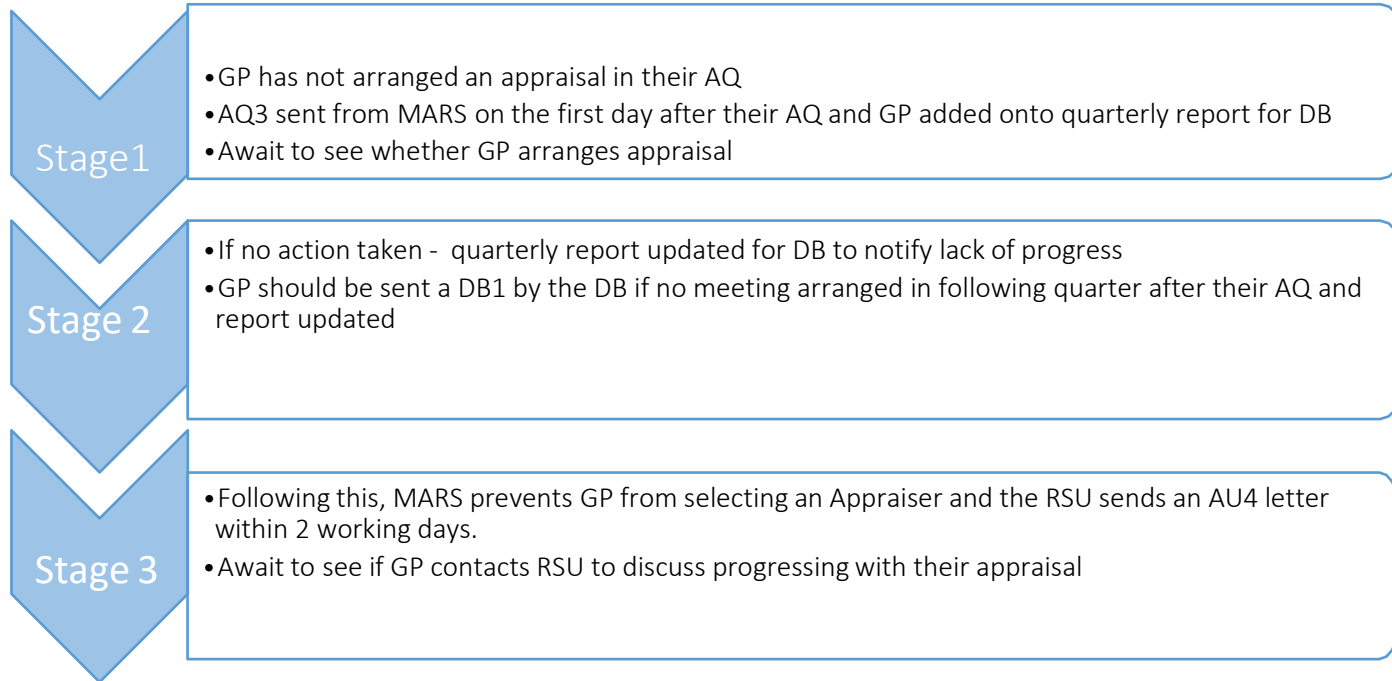 Stage1
•GP has not arranged an appraisal in their AQ
•AQ3 sent from MARS on the first day after their AQ and GP added onto quarterly report for DB
•Await to see whether GP arranges appraisal
Stage 2
•If no action taken - quarterly report updated for DB to notify lack of progress
•GP should be sent a DB1 by the DB if no meeting arranged in following quarter after their AQ and
report updated
Stage 3
•Following this, MARS prevents GP from selecting an Appraiser and the RSU sends an AU4 letter
within 2 working days.
•Await to see if GP contacts RSU to discuss progressing with their appraisal